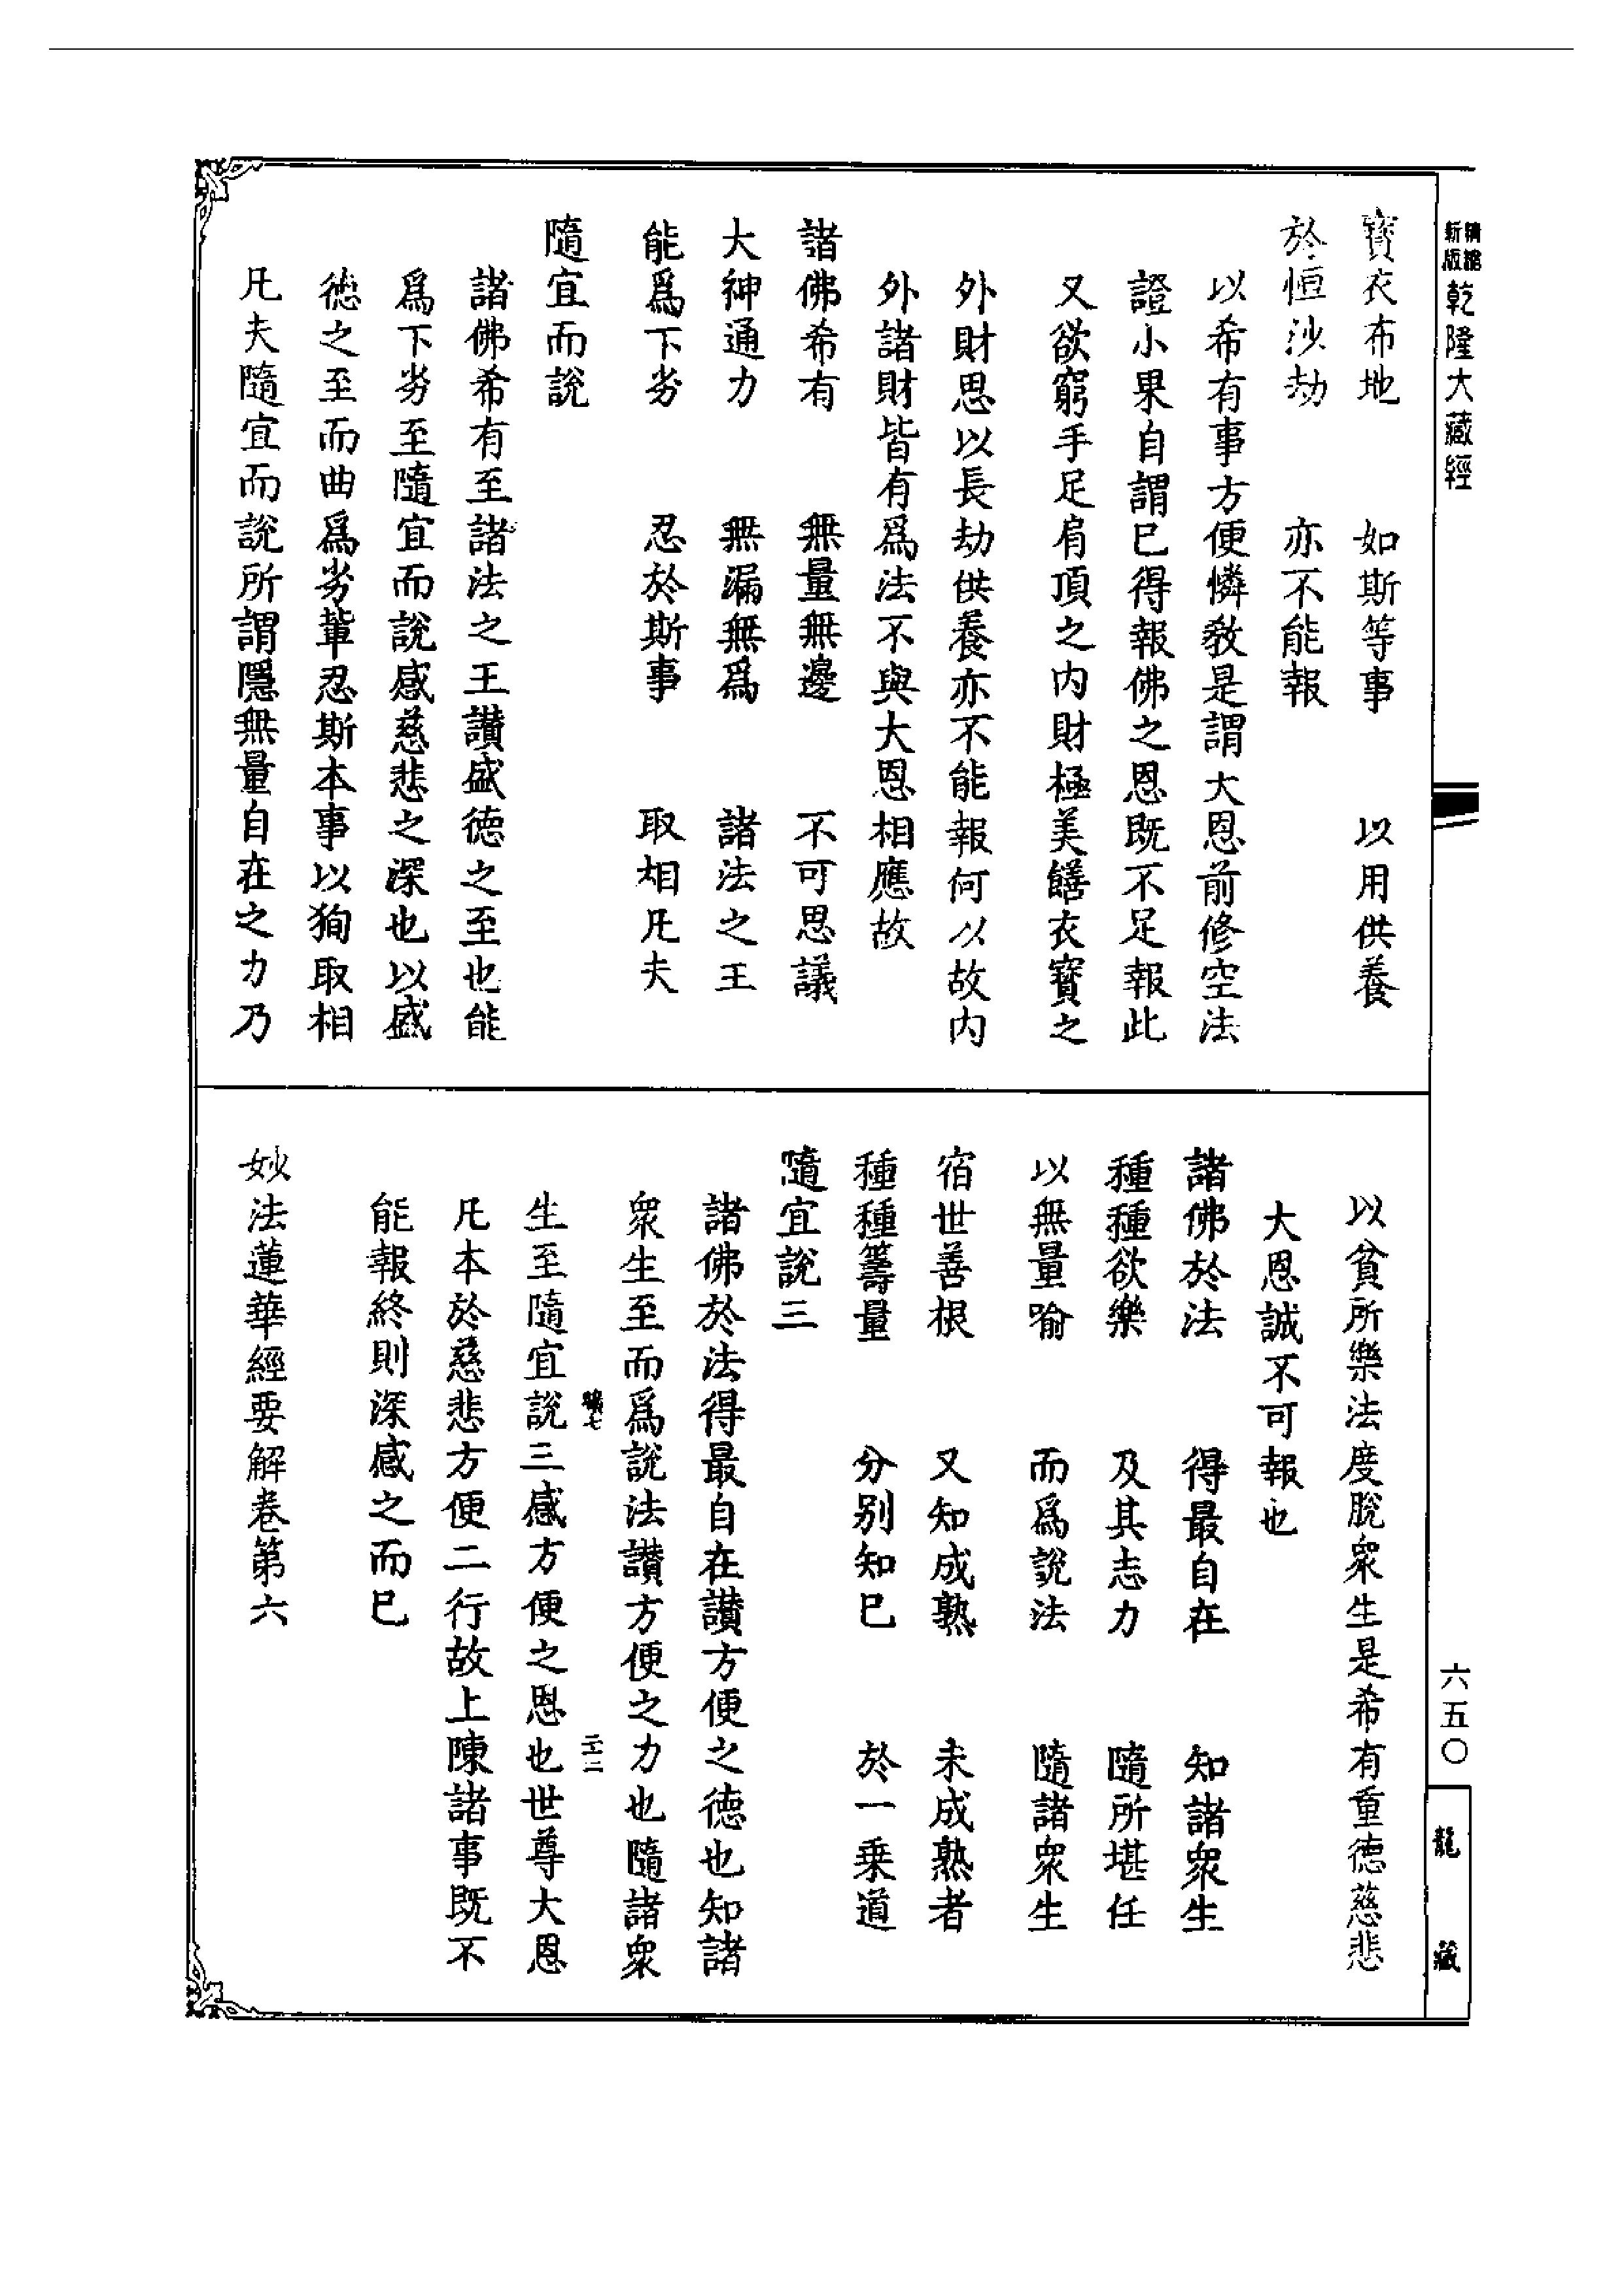 精繕
新版
乾隆大藏經
寶衣布地　如斯等事　以用供養
於恒沙劫　亦不能報
以希有事方便憐教是謂大恩前修空法
證小果自謂已得報佛之恩既不足報此
又欲窮手足肩頂之內財極美饍衣寶之
外財思以長劫供養亦不能報何以故內
外諸財皆有爲法不與大恩相應故
諸佛希有　無量無邊　不可思議
大神通力　無漏無爲　諸法之王
能爲下劣　忍於斯事　取相凡夫
隨宜而說
諸佛希有至諸法之王讚盛德之至也能
爲下劣至隨宜而說感慈悲之深也以盛
德之至而曲爲劣輩忍斯本事以狥取相
凡夫隨宜而說所謂隱無量自在之力乃
以貧所樂法度脫衆生是希有重德慈悲
大恩誠不可報也
諸佛於法　得最自在　知諸衆生
種種欲樂　及其志力　隨所堪任
以無量喻　而爲說法　隨諸衆生
宿世善根　又知成熟　未成熟者
種種籌量　分別知已　於一乗道
隨宜說三
諸佛於法得最自在讚方便之德也知諸
衆生至而爲說法讚方便之力也隨諸衆
生至隨宜說三感方便之恩也世尊大恩
凡本於慈悲方便二行故上陳諸事既不
能報終則深感之而已
妙法蓮華經要解卷第六
六五〇
龍藏